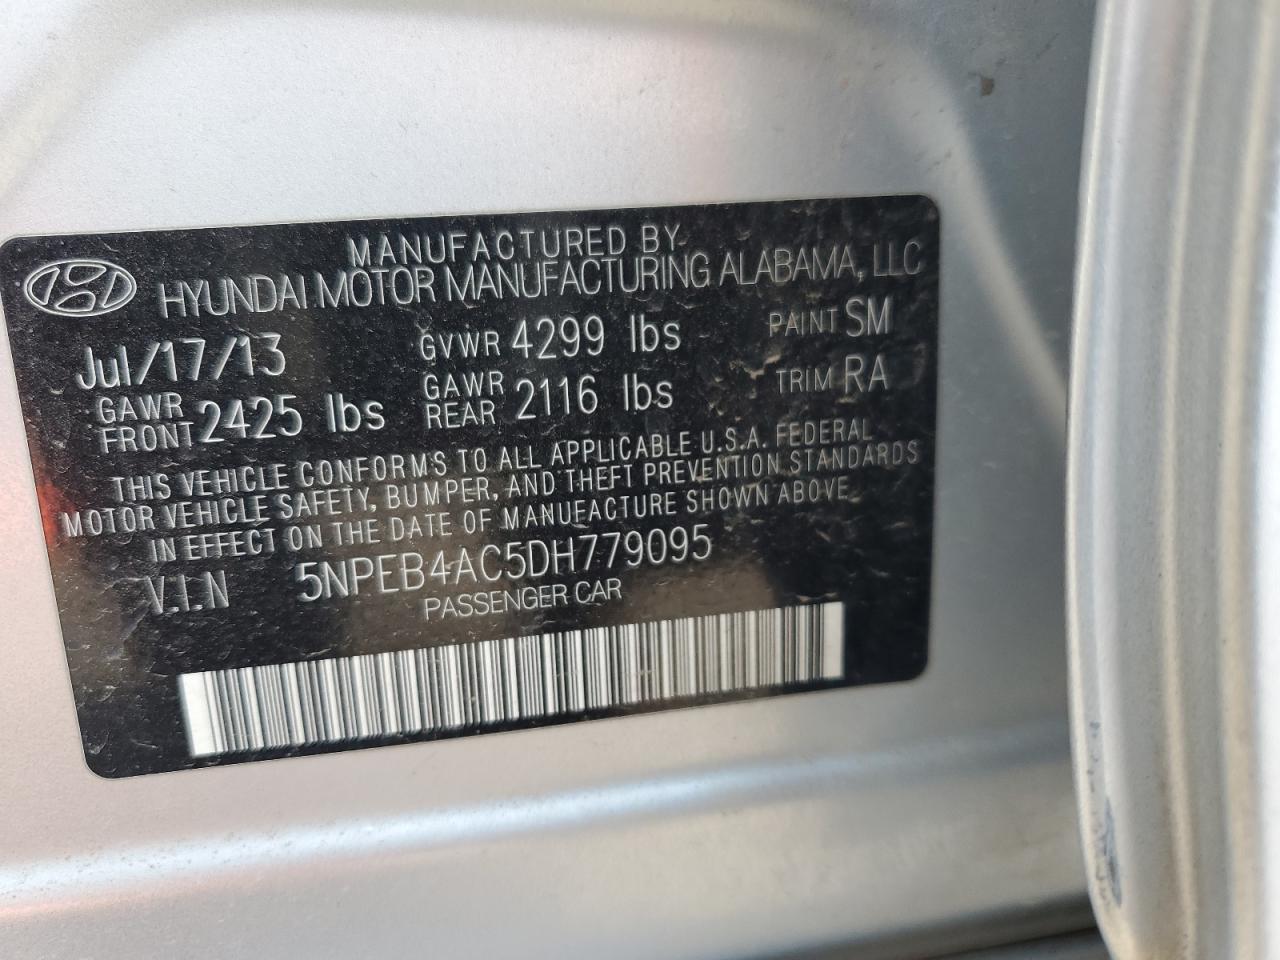 MANUFACTURED BY
HYUNDAI MOTOR MANUFACTURING ALABAMA, LLC
Jul/17/13 GVWR 4299 lbs PAINT SM
GAWR FRONT 2425 lbs GAWR REAR 2116 lbs TRIM RA
THIS VEHICLE CONFORMS TO ALL APPLICABLE U.S.A. FEDERAL
MOTOR VEHICLE SAFETY, BUMPER, AND THEFT PREVENTION STANDARDS
IN EFFECT ON THE DATE OF MANUFACTURE SHOWN ABOVE
V.I.N 5NPEB4AC5DH779095
PASSENGER CAR